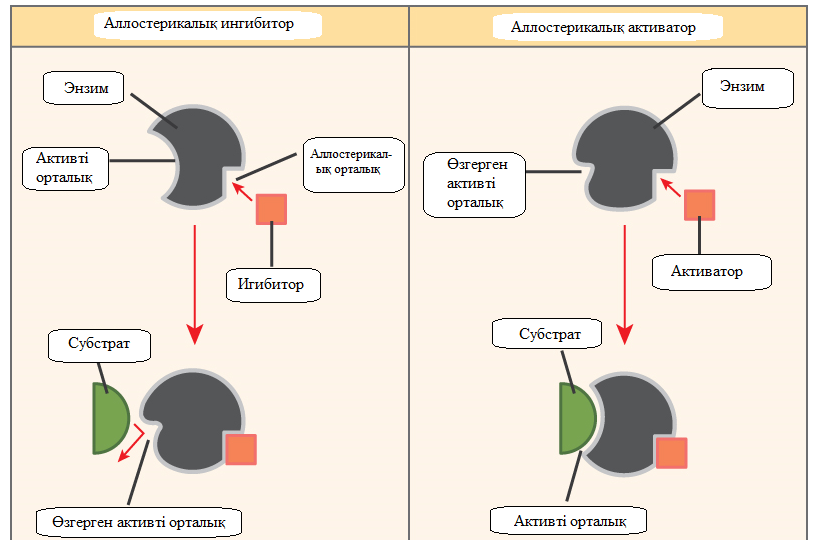 Аллостерикалық ингибитор
Энзим
Активті
орталық
Аллостерикал-
ық орталық
Игибитор
Субстрат
Өзгерген активті орталық
Аллостерикалық активатор
Энзим
Өзгерген
активті
орталық
Активатор
Субстрат
Активті орталық